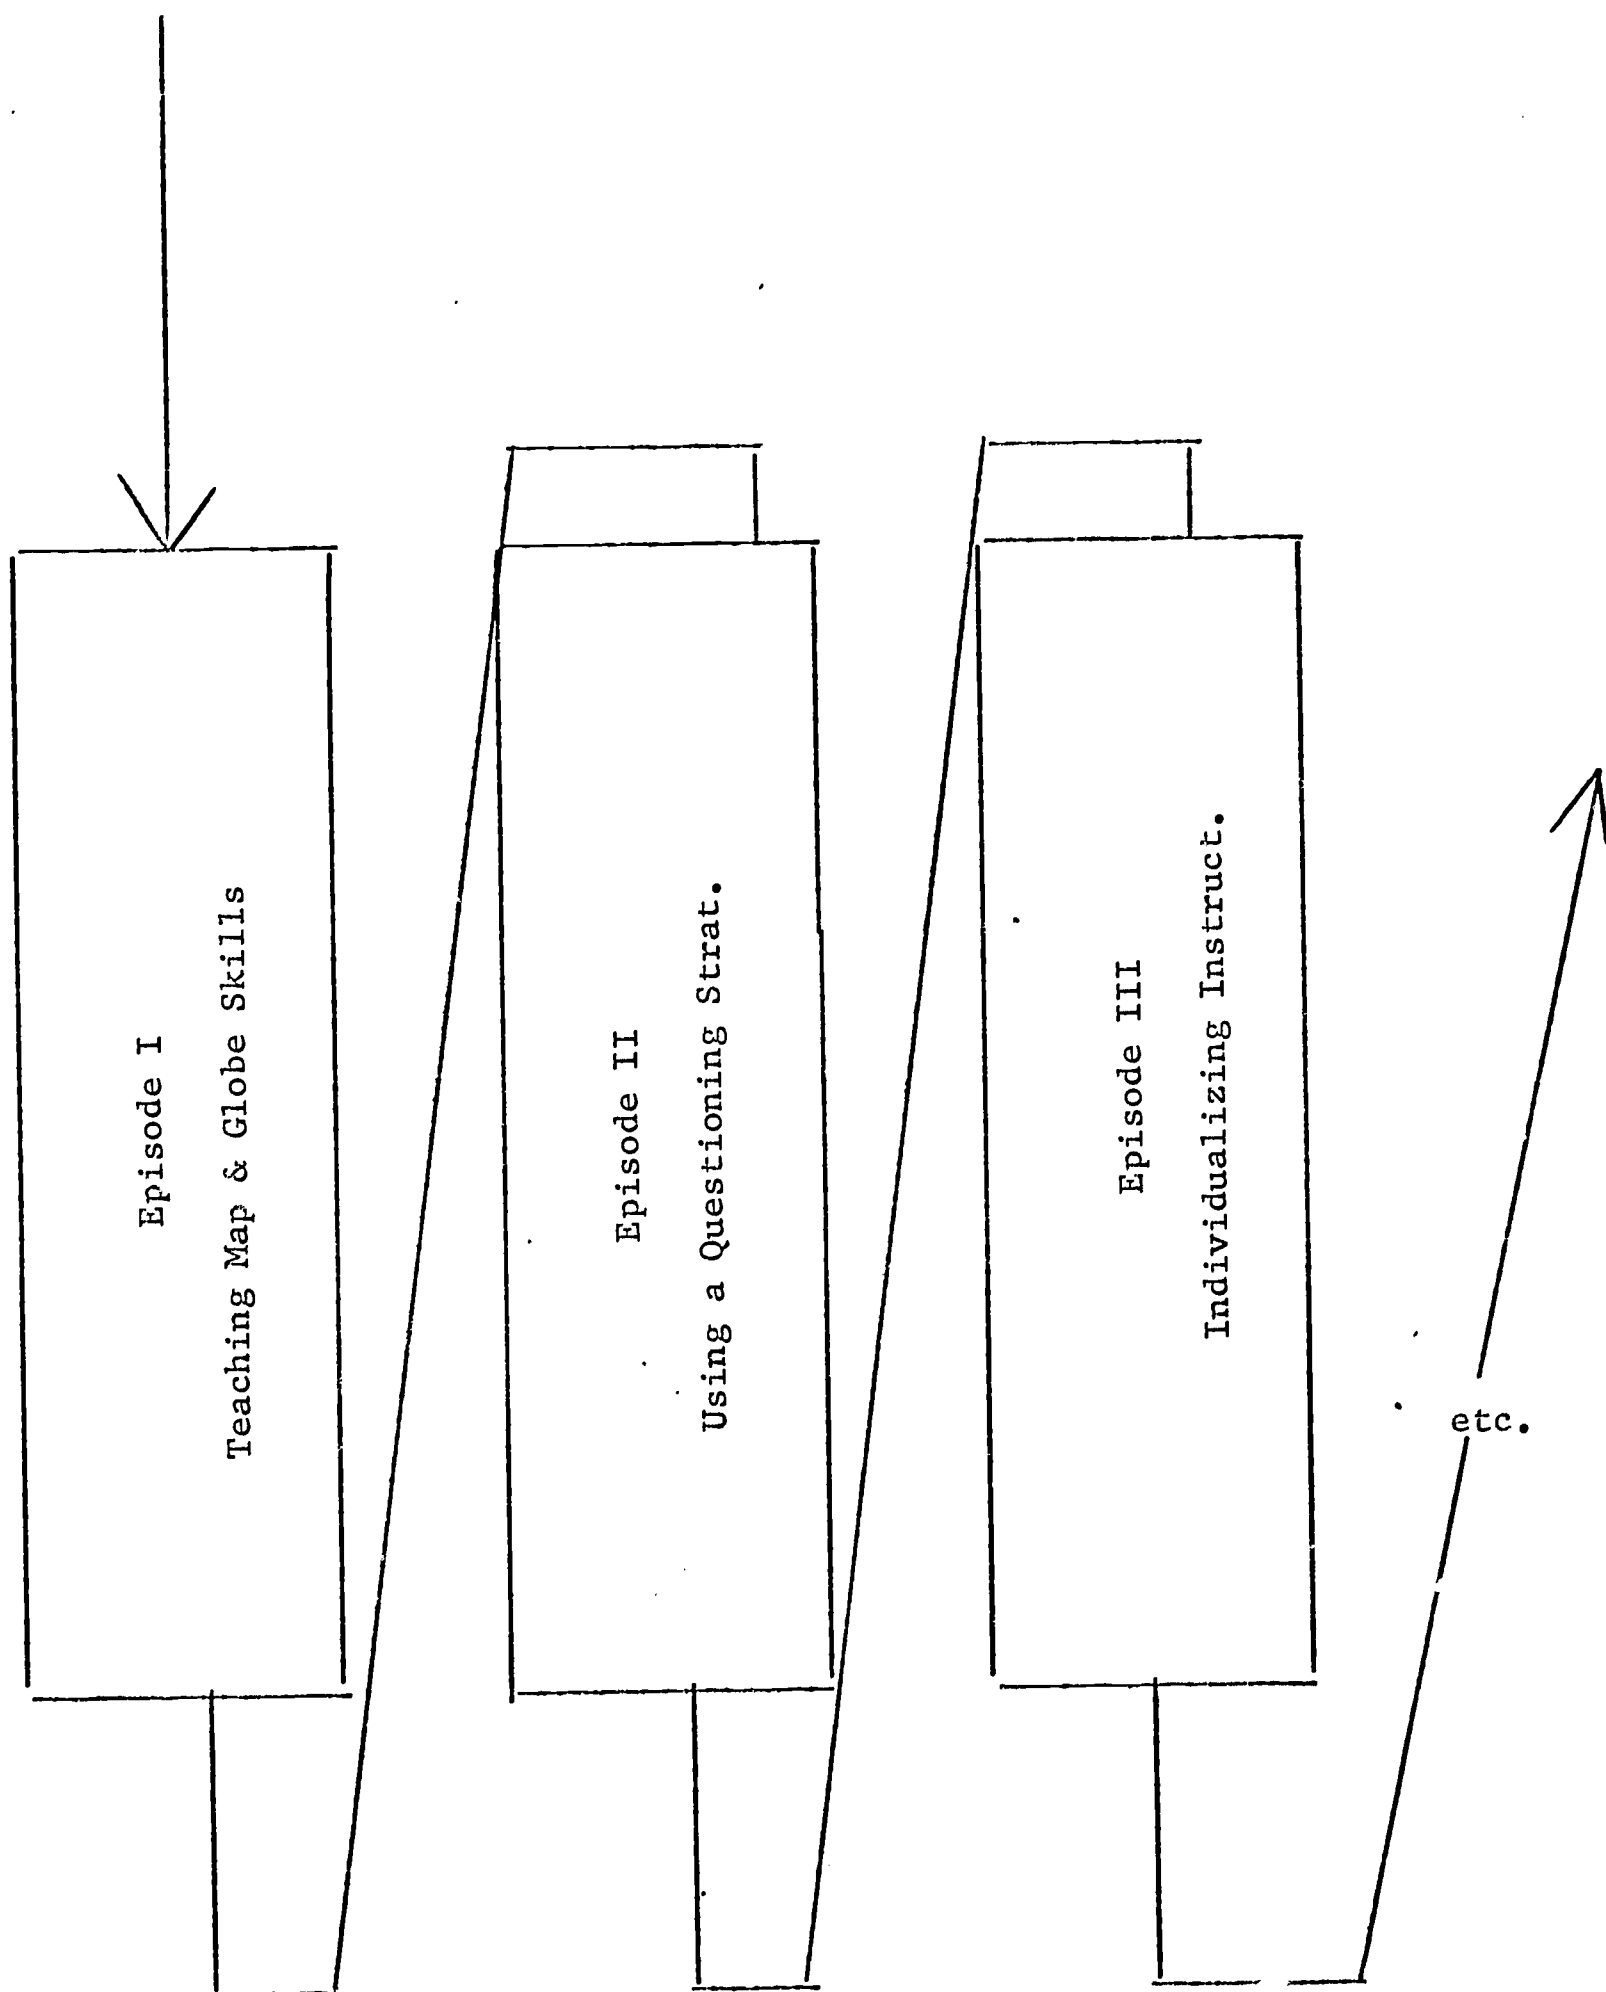 Episode I
Teaching Map & Globe Skills
Episode II
Using a Questioning Strat.
Episode III
Individualizing Instruct.
etc.